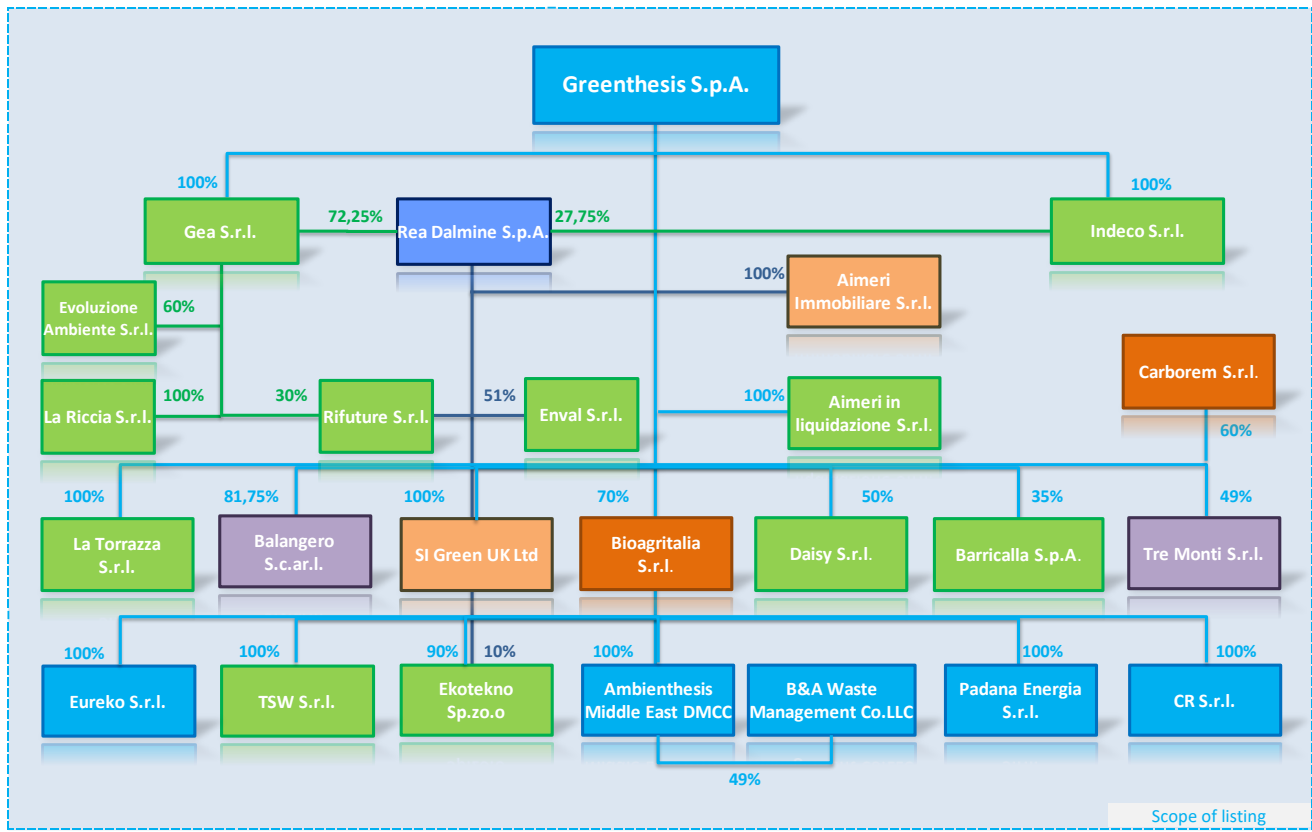 Greenthesis S.p.A.
100%
100%
Gea S.r.l.
72,25%
Rea Dalmine S.p.A.
27,75%
Indeco S.r.l.
100%
Aimeri
Immobiliare S.r.l.
Evoluzione
Ambiente S.r.l.
60%
Carborem S.r.l.
La Riccia S.r.l.
100%
30%
Rifuture S.r.l.
51%
Enval S.r.l.
100%
Aimeri in
liquidazione S.r.l.
60%
100%
81,75%
100%
70%
50%
35%
49%
La Torrazza
S.r.l.
Balangero
S.c.ar.l.
SI Green UK Ltd
Bioagritalia
S.r.l.
Daisy S.r.l.
Barricalla S.p.A.
Tre Monti S.r.l.
100%
100%
90%
10%
100%
100%
100%
Eureko S.r.l.
TSW S.r.l.
Ekotekno
Sp.zo.o
Ambienthesis
Middle East DMCC
B&A Waste
Management Co.LLC
Padana Energia
S.r.l.
CR S.r.l.
49%
Scope of listing